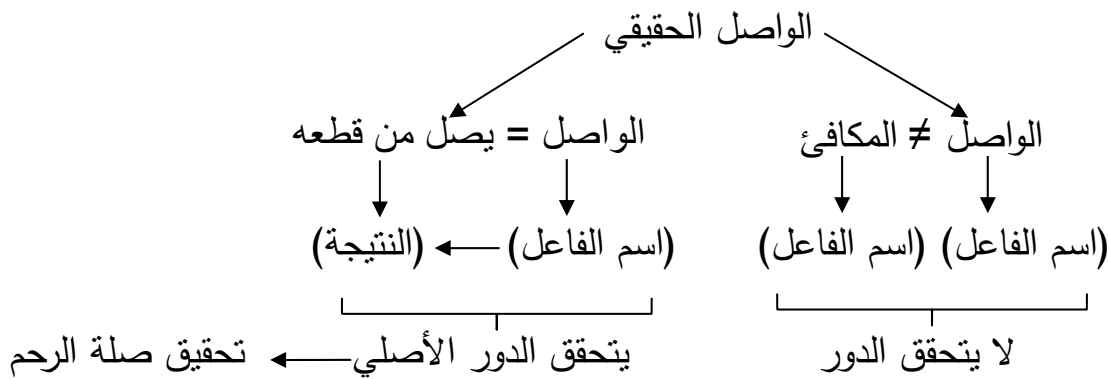 الواصل الحقيقي
الواصل ≠ المكافئ الواصل = يصل من قطعه
(اسم الفاعل) (اسم الفاعل) (اسم الفاعل) (النتيجة)
لا يتحقق الدور يتحقق الدور الأصلي تحقيق صلة الرحم